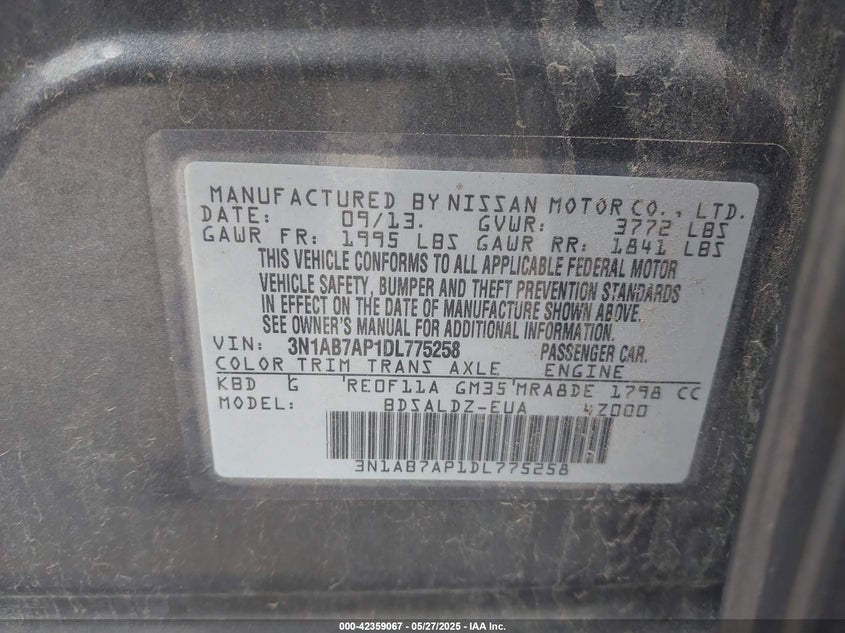 MANUFACTURED BY NISSAN MOTOR CO., LTD.
DATE: 09/13. GVWR: 3772 LBS
GAWR FR: 1995 LBS GAWR RR: 1841 LBS
THIS VEHICLE CONFORMS TO ALL APPLICABLE FEDERAL MOTOR
VEHICLE SAFETY, BUMPER AND THEFT PREVENTION STANDARDS
IN EFFECT ON THE DATE OF MANUFACTURE SHOWN ABOVE.
SEE OWNER'S MANUAL FOR ADDITIONAL INFORMATION.
VIN: 3N1AB7AP1DL775258 PASSENGER CAR.
COLOR TRIM TRANS AXLE ENGINE
KBD G RE0F11A GM35 MRA8DE 1798 CC
MODEL: BDSALDZ-EUA 4Z000
3N1AB7AP1DL775258
000-42359067 - 05/27/2025 - IAA Inc.